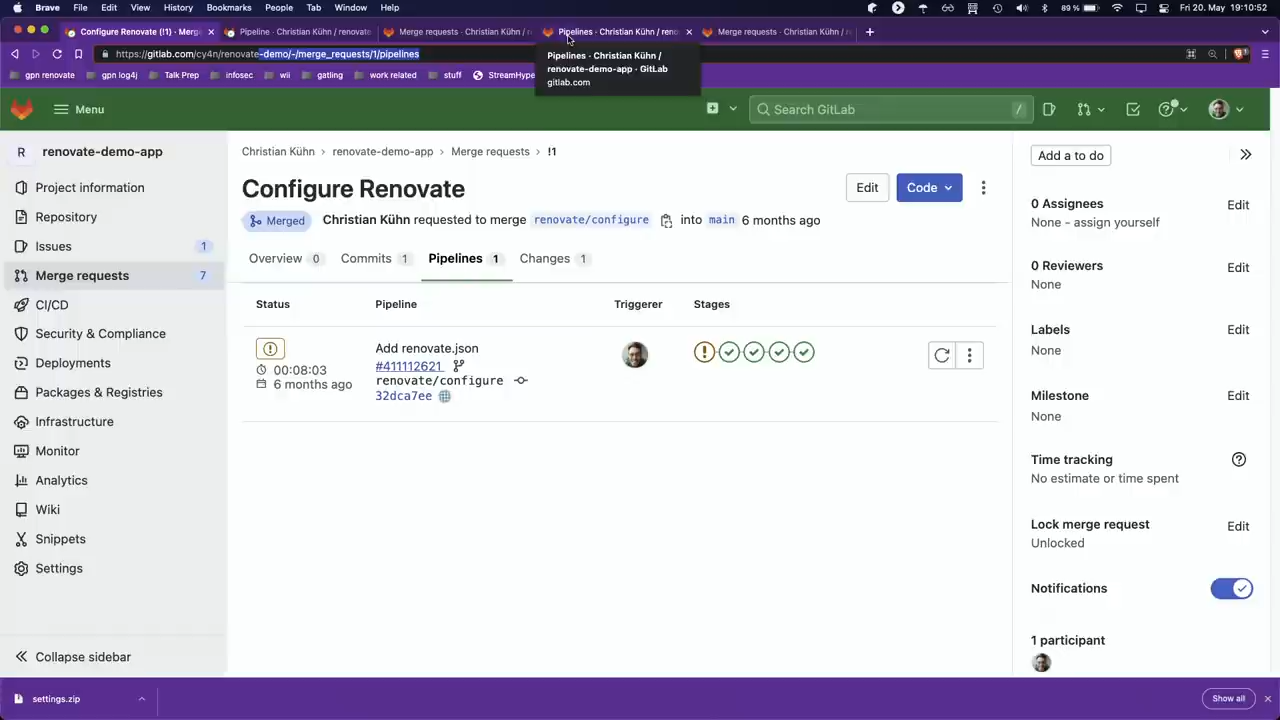 Brave File Edit View History Bookmarks People Tab Window Help
89 % Fri 20. May 19:10:52
Configure Renovate (!1) · Merg
Pipeline · Christian Kühn / renov
Merge requests · Christian Kühn / r
Pipelines · Christian Kühn / reno
Merge requests · Christian Kühn /
https://gitlab.com/cy4n/renovate-demo/-/merge_requests/1/pipelines
gpn renovate
gpn log4j
Talk Prep
infosec
wii
gatling
work related
stuff
StreamHype
Pipelines · Christian Kühn /
renovate-demo-app · GitLab
gitlab.com
Menu
Search GitLab
/
R renovate-demo-app
Project information
Repository
Issues 1
Merge requests 7
CI/CD
Security & Compliance
Deployments
Packages & Registries
Infrastructure
Monitor
Analytics
Wiki
Snippets
Settings
Collapse sidebar
Christian Kühn › renovate-demo-app › Merge requests › !1
Configure Renovate
Edit
Code
Merged Christian Kühn requested to merge renovate/configure into main 6 months ago
Overview 0
Commits 1
Pipelines 1
Changes 1
Status Pipeline Triggerer Stages
00:08:03
6 months ago
Add renovate.json
#411112621
renovate/configure
32dca7ee
Add a to do
0 Assignees Edit
None - assign yourself
0 Reviewers Edit
None
Labels Edit
None
Milestone Edit
None
Time tracking
No estimate or time spent
Lock merge request Edit
Unlocked
Notifications
1 participant
settings.zip
Show all